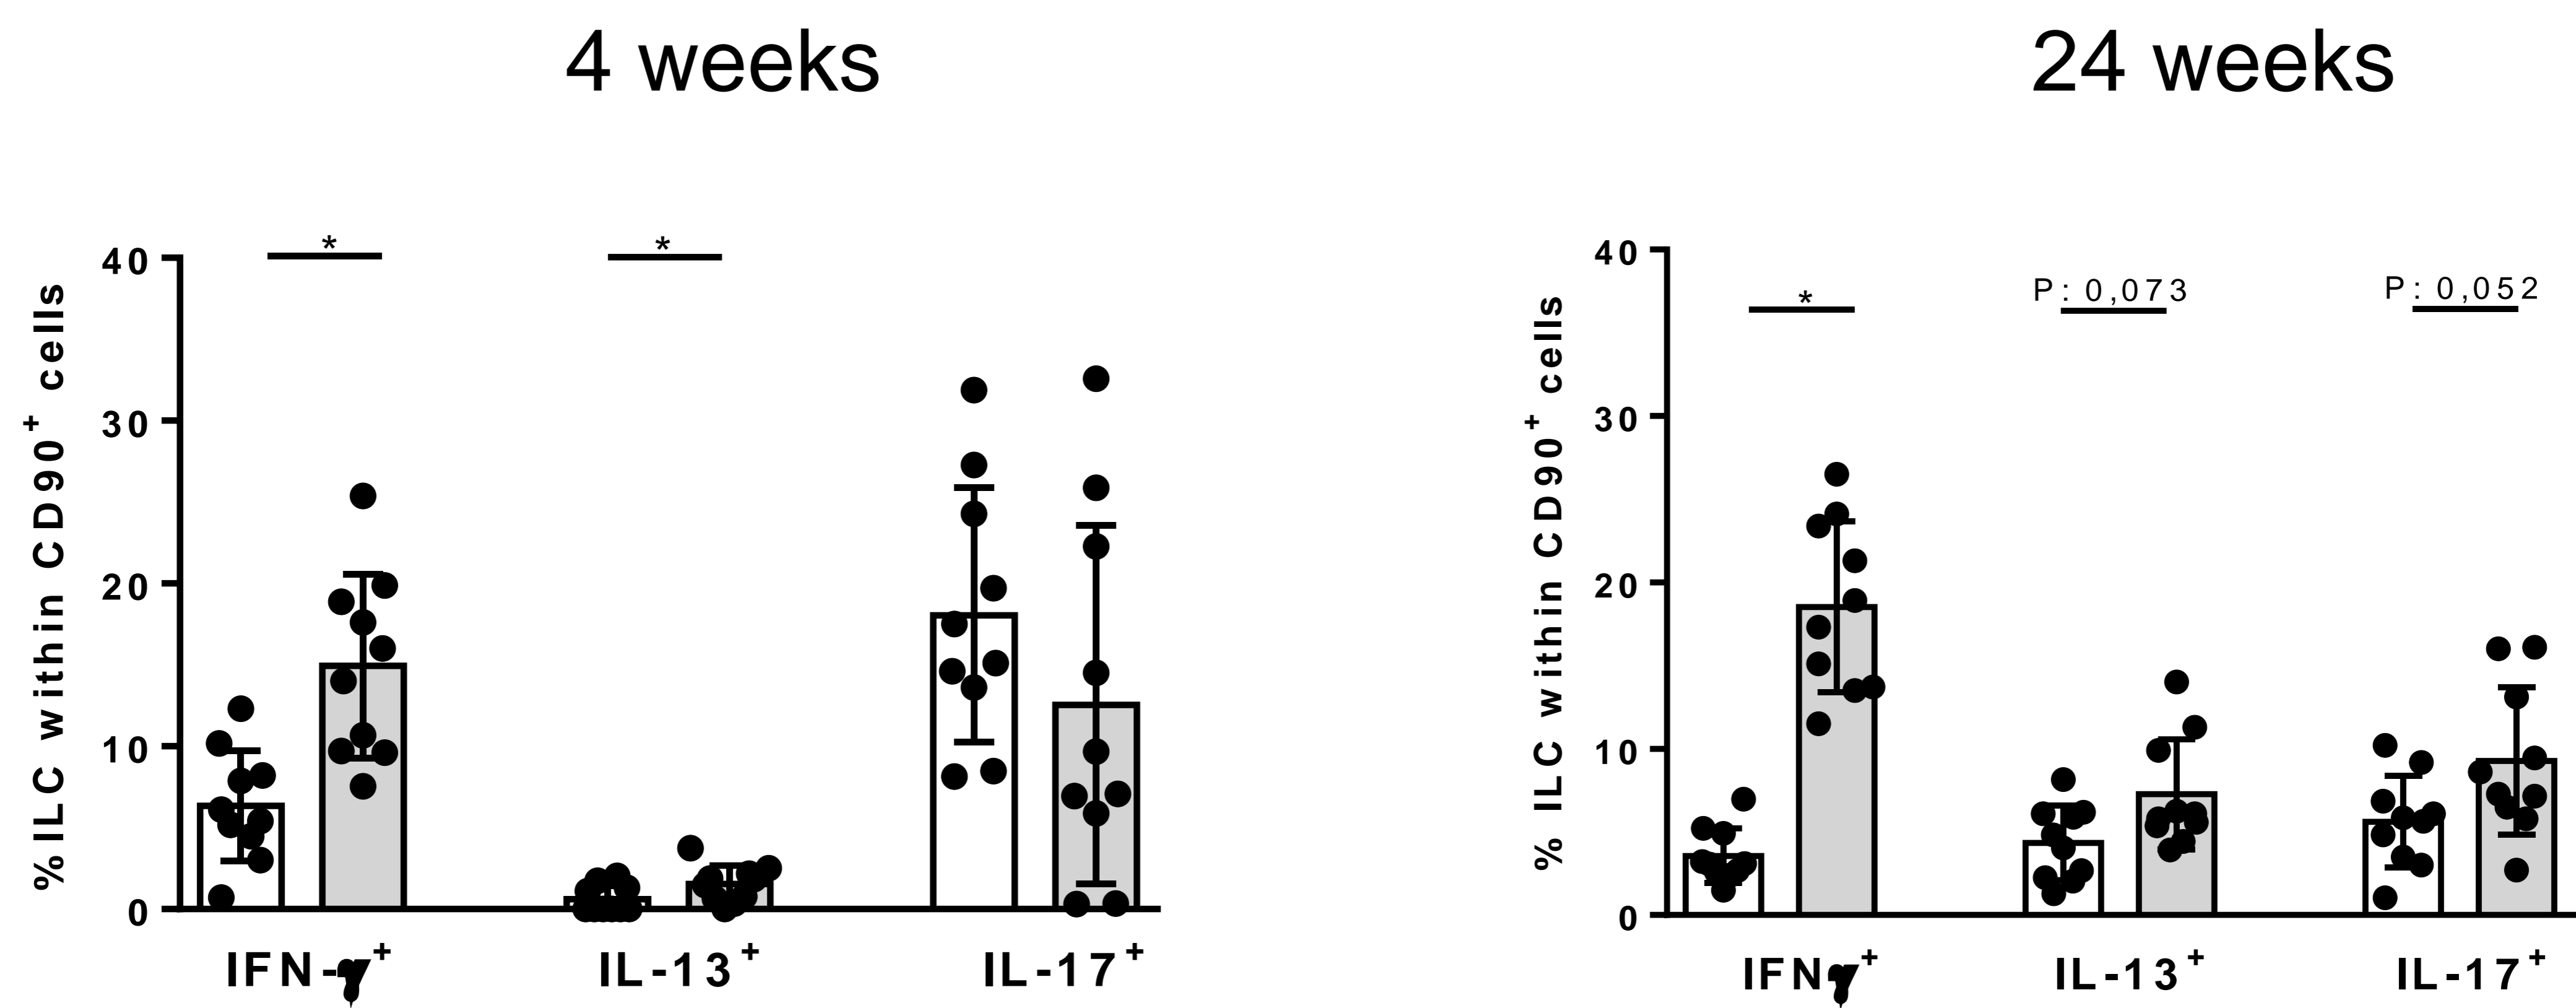 4 weeks
24 weeks
% ILC within CD90+ cells
40
30
20
10
0
*
*
IFN-γ+
IL-13+
IL-17+
% ILC within CD90+ cells
40
30
20
10
0
*
P: 0,073
P: 0,052
IFNγ+
IL-13+
IL-17+